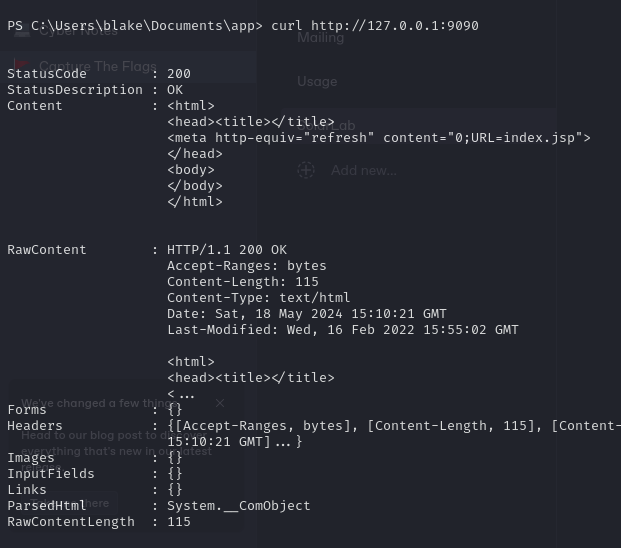 PS C:\Users\blake\Documents\app> curl http://127.0.0.1:9090
Cyber Notes
Mailing
Capture The Flags
Usage
SolarLab
Add new...
StatusCode : 200
StatusDescription : OK
Content : <html>
<head><title></title>
<meta http-equiv="refresh" content="0;URL=index.jsp">
</head>
<body>
</body>
</html>
RawContent : HTTP/1.1 200 OK
Accept-Ranges: bytes
Content-Length: 115
Content-Type: text/html
Date: Sat, 18 May 2024 15:10:21 GMT
Last-Modified: Wed, 16 Feb 2022 15:55:02 GMT
<html>
<head><title></title>
<...
Forms : {}
Headers : {[Accept-Ranges, bytes], [Content-Length, 115], [Content-
15:10:21 GMT]...}
Images : {}
InputFields : {}
Links : {}
ParsedHtml : System.__ComObject
RawContentLength : 115
We've changed a few things
Head to our blog post to
everything that's new in our latest
here